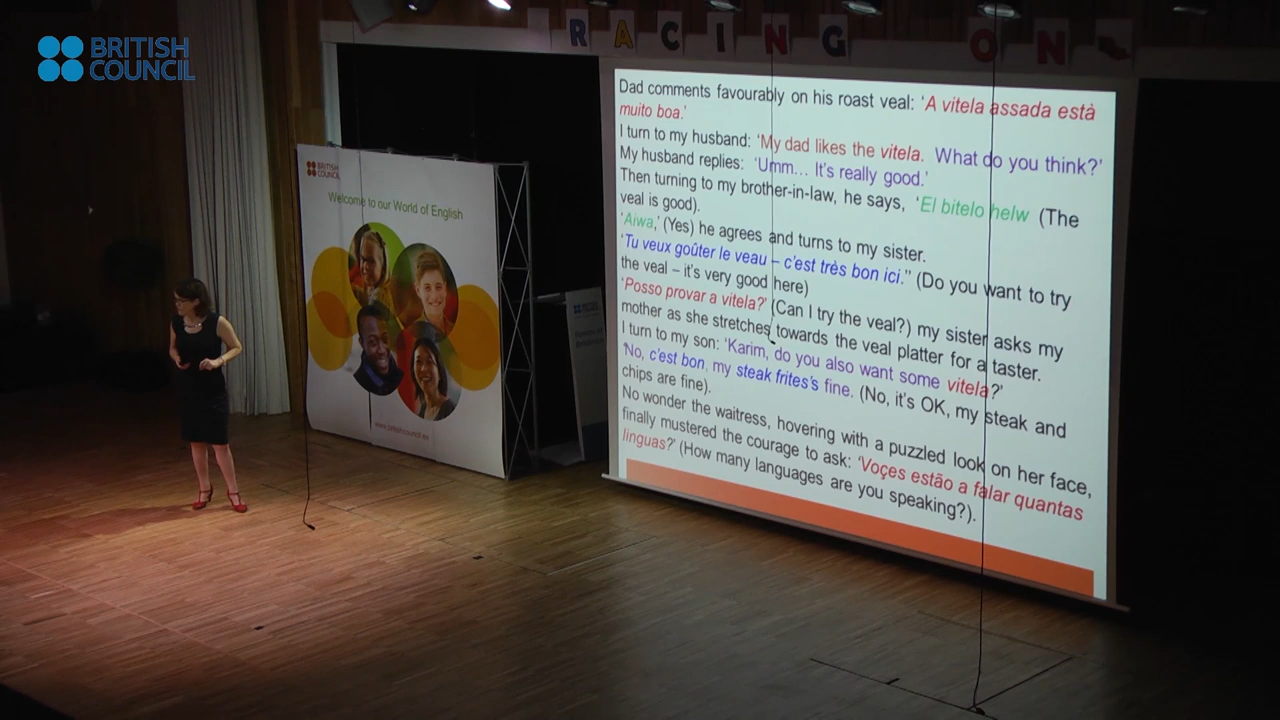 BRITISH
COUNCIL
RACING ON
BRITISH
COUNCIL
Welcome to our World of English
Dad comments favourably on his roast veal: ‘A vitela assada està
muito boa.’
I turn to my husband: ‘My dad likes the vitela. What do you think?’
My husband replies: ‘Umm… It’s really good.’
Then turning to my brother-in-law, he says, ‘El bitelo helw (The
veal is good).
‘Aiwa,’ (Yes) he agrees and turns to my sister.
‘Tu veux goûter le veau – c’est très bon ici.” (Do you want to try
the veal – it’s very good here)
‘Posso provar a vitela?’ (Can I try the veal?) my sister asks my
mother as she stretches towards the veal platter for a taster.
I turn to my son: ‘Karim, do you also want some vitela?’
‘No, c’est bon, my steak frites’s fine. (No, it’s OK, my steak and
chips are fine).
No wonder the waitress, hovering with a puzzled look on her face,
finally mustered the courage to ask: ‘Voçes estão a falar quantas
linguas?’ (How many languages are you speaking?).